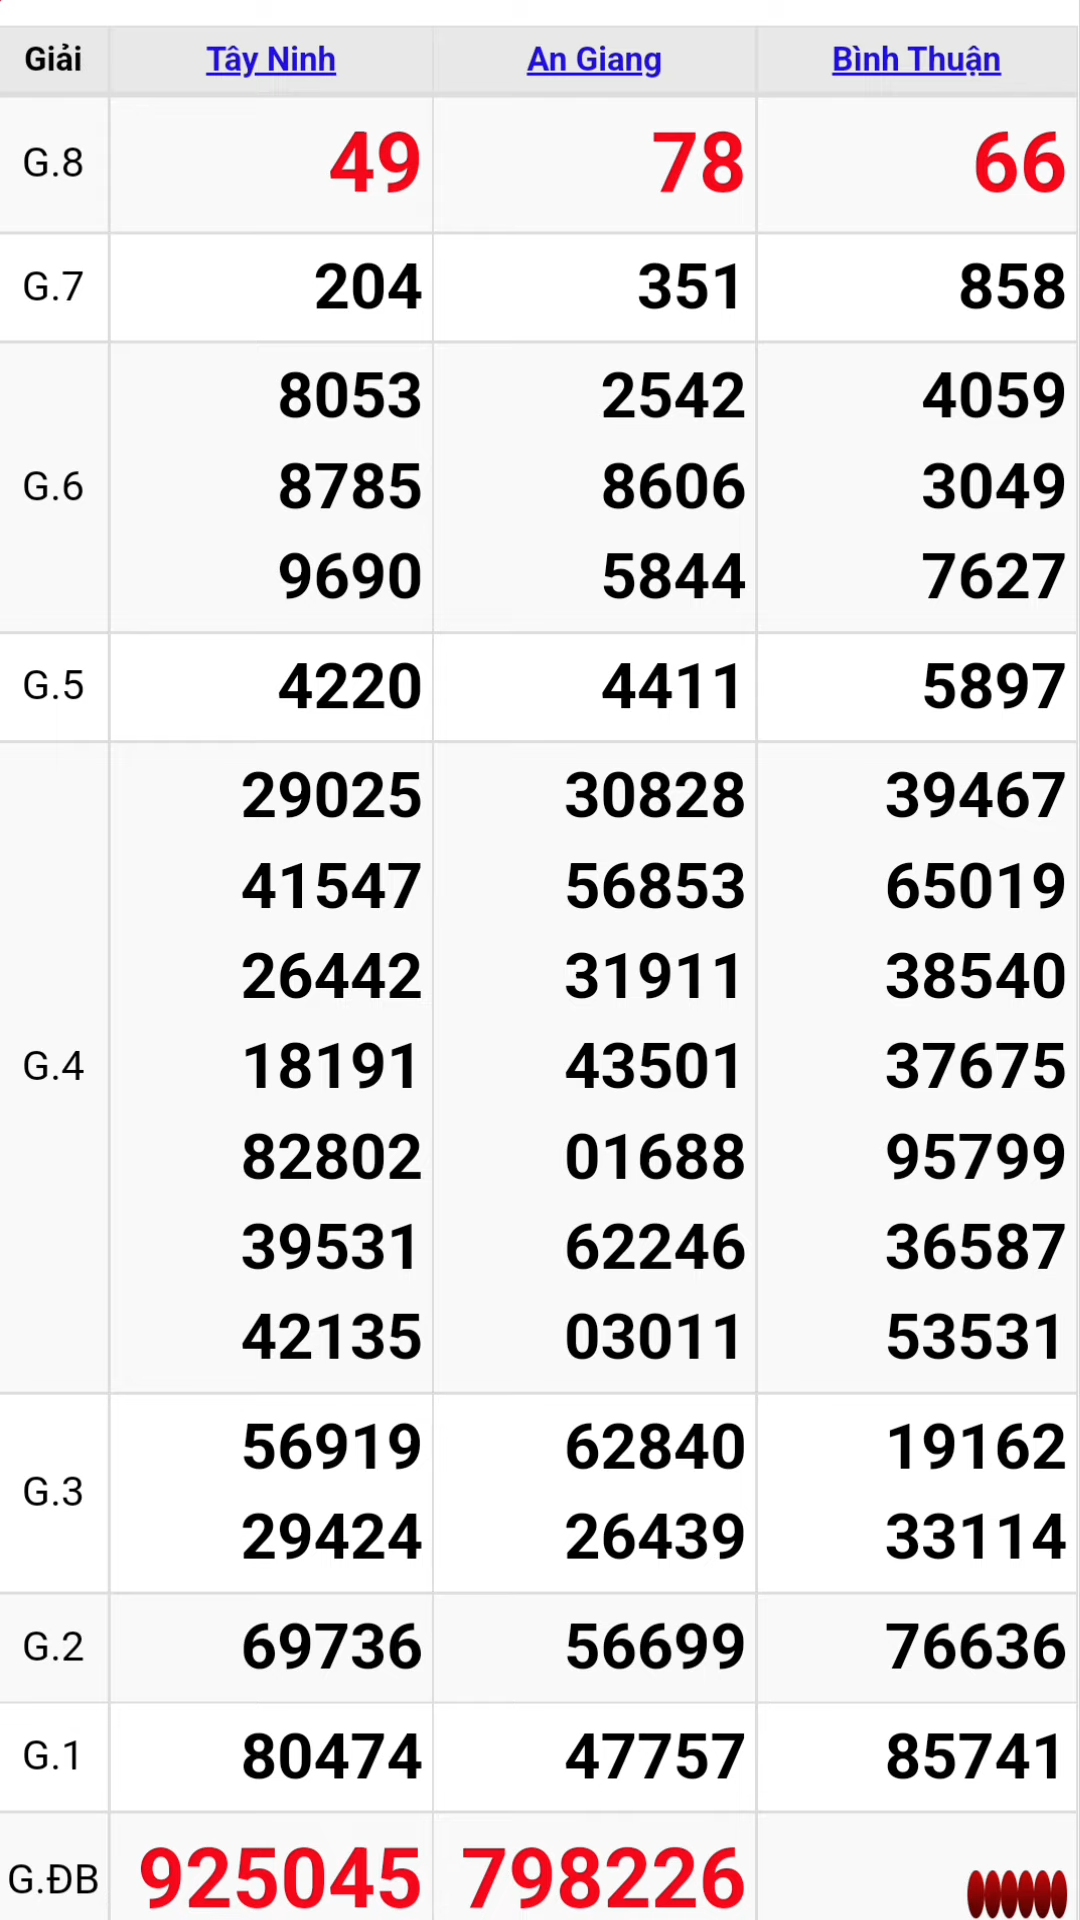 Giải Tây Ninh An Giang Bình Thuận
G.8 49 78 66
G.7 204 351 858
8053 2542 4059
G.6 8785 8606 3049
9690 5844 7627
G.5 4220 4411 5897
29025 30828 39467
41547 56853 65019
26442 31911 38540
G.4 18191 43501 37675
82802 01688 95799
39531 62246 36587
42135 03011 53531
G.3
56919 62840 19162
29424 26439 33114
G.2 69736 56699 76636
G.1 80474 47757 85741
G.ĐB 925045 798226